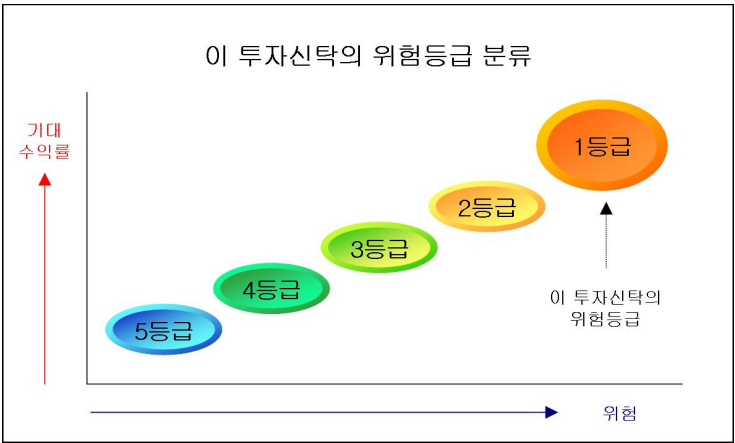 이 투자신탁의 위험등급 분류
기대
수익률
1등급
2등급
3등급
4등급
5등급
이 투자신탁의
위험등급
위험